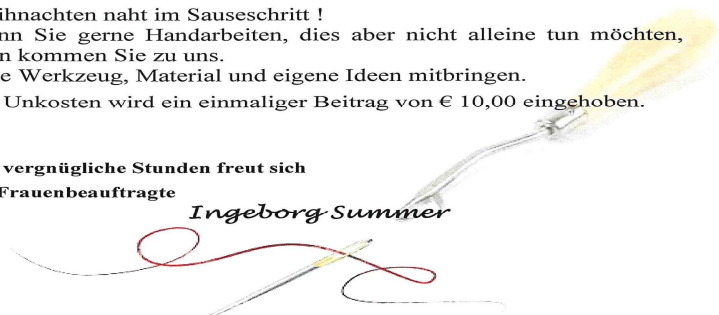 ihnachten naht im Sauseschritt !
nn Sie gerne Handarbeiten, dies aber nicht alleine tun möchten,
n kommen Sie zu uns.
e Werkzeug, Material und eigene Ideen mitbringen.
Unkosten wird ein einmaliger Beitrag von € 10,00 eingehoben.
vergnügliche Stunden freut sich
Frauenbeauftragte
Ingeborg Summer